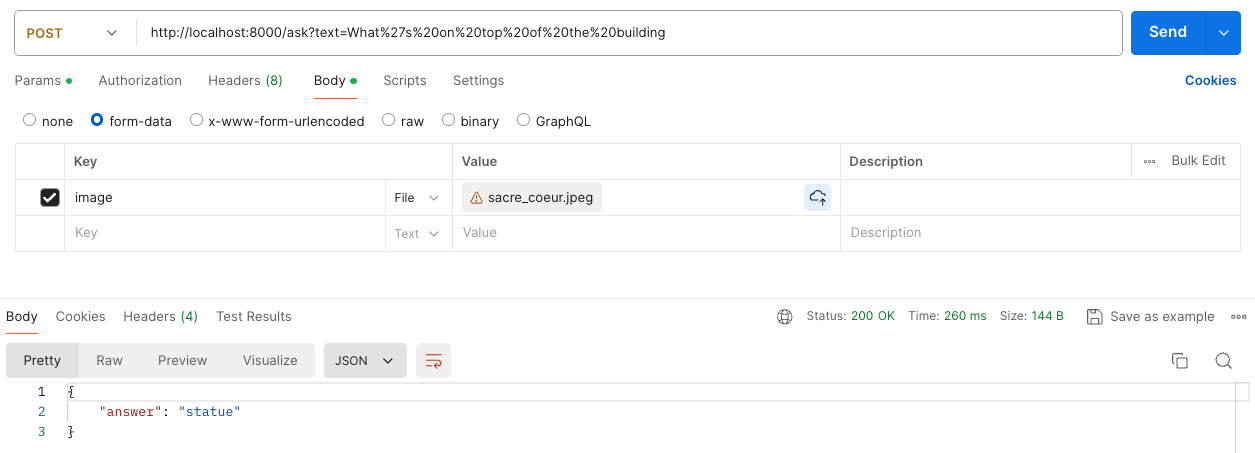 POST http://localhost:8000/ask?text=What%27s%20on%20top%20of%20the%20building Send
Params Authorization Headers (8) Body Scripts Settings Cookies
none form-data x-www-form-urlencoded raw binary GraphQL
Key Value Description Bulk Edit
image File sacre_coeur.jpeg
Key Text Value Description
Body Cookies Headers (4) Test Results Status: 200 OK Time: 260 ms Size: 144 B Save as example
Pretty Raw Preview Visualize JSON
1 {
2 "answer": "statue"
3 }